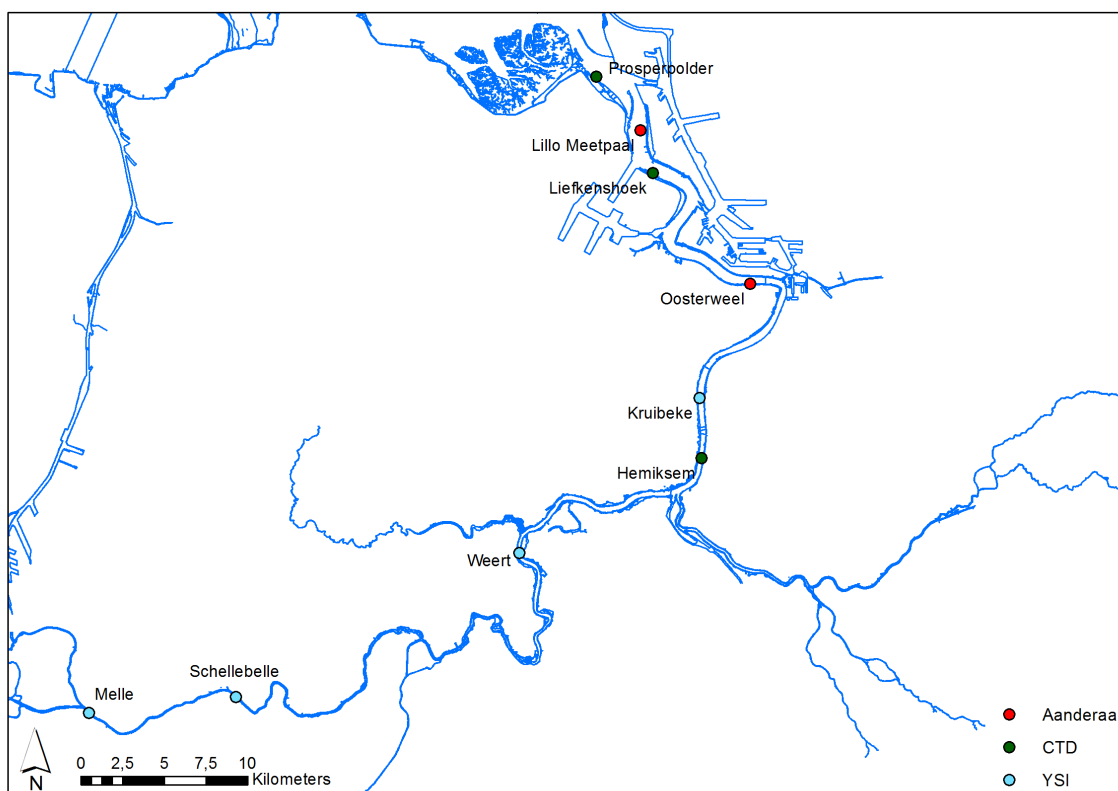 Prosperpolder
Lillo Meetpaal
Liefkenshoek
Oosterweel
Kruibeke
Hemiksem
Weert
Schellebelle
Melle
Aanderaa
CTD
YSI
N
0 2,5 5 7,5 10
Kilometers